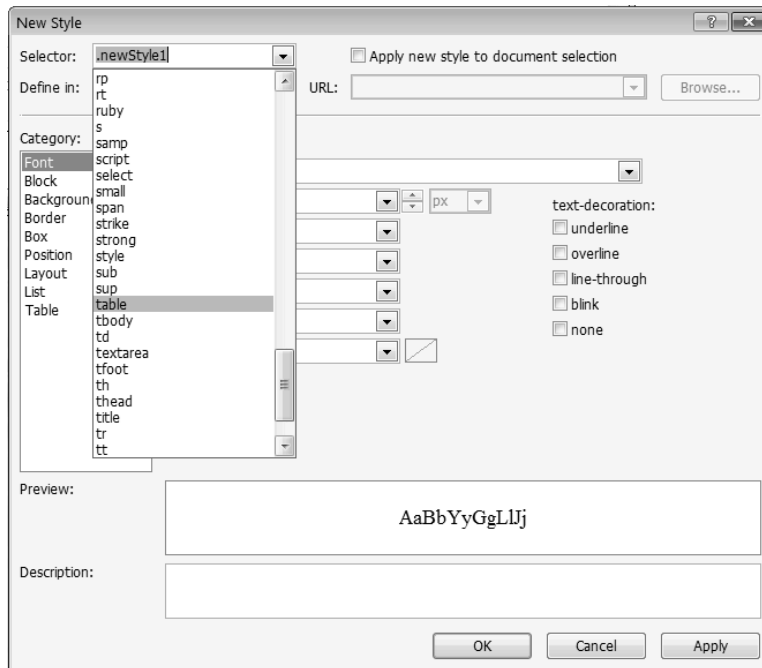 New Style
Selector: .newStyle1 Apply new style to document selection
Define in: URL: Browse...
Category:
Font
Block
Background
Border
Box
Position
Layout
List
Table
rp
rt
ruby
s
samp
script
select
small
span
strike
strong
style
sub
sup
table
tbody
td
textarea
tfoot
th
thead
title
tr
tt
px
text-decoration:
underline
overline
line-through
blink
none
Preview:
AaBbYyGgLlJj
Description:
OK Cancel Apply